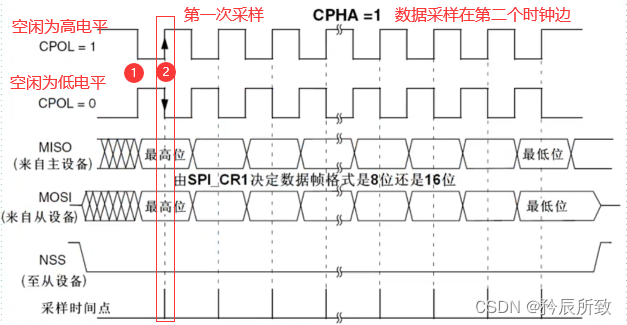 第一次采样 CPHA =1 数据采样在第二个时钟边
空闲为高电平
CPOL = 1
1 2
空闲为低电平
CPOL = 0
MISO
(来自主设备)
最高位 最低位
由SPI_CR1决定数据帧格式是8位还是16位
MOSI
(来自从设备)
最高位 最低位
NSS
(至从设备)
采样时间点
CSDN @矜辰所致